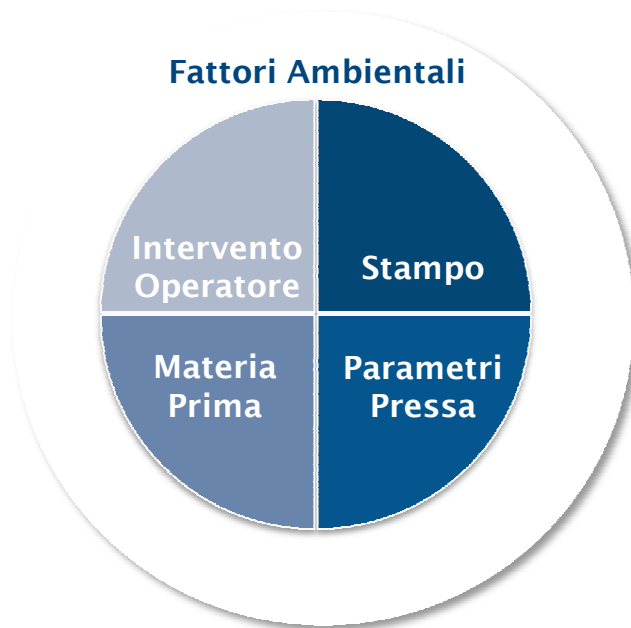 Fattori Ambientali
Intervento
Operatore
Stampo
Materia
Prima
Parametri
Pressa